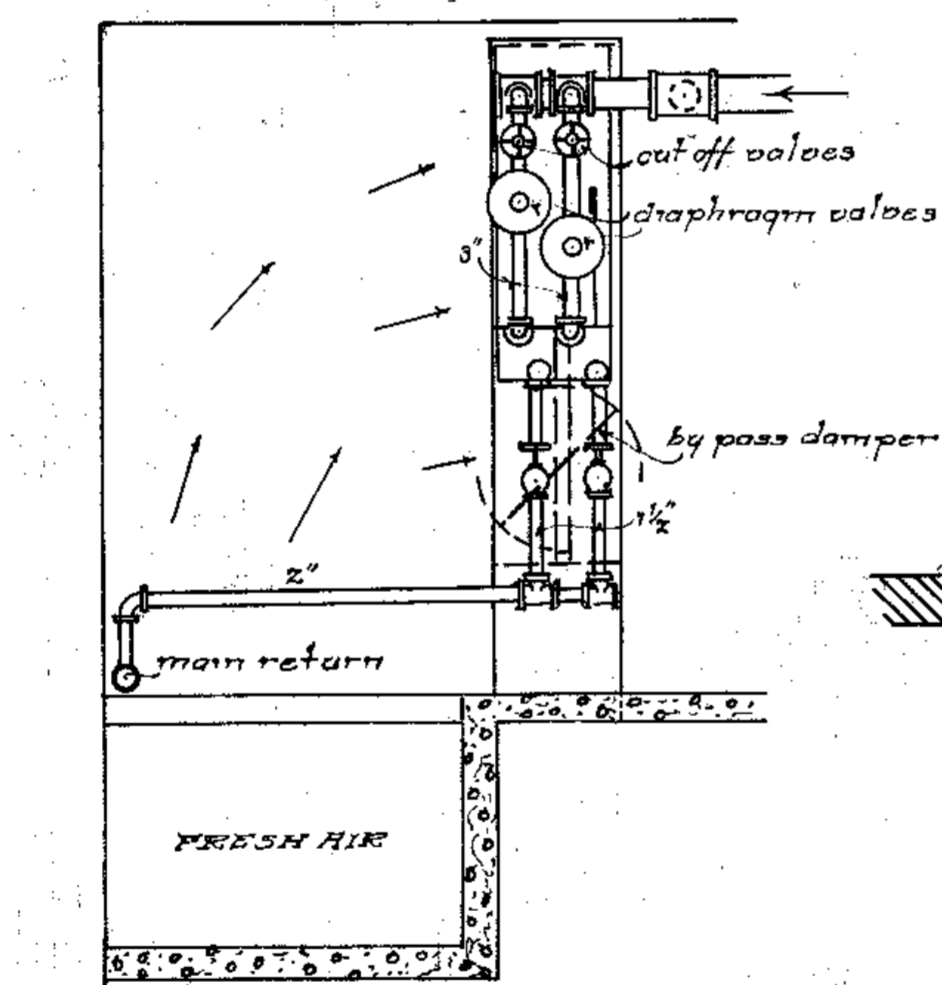 cut off valves
diaphragm valves
3"
by pass damper
1½"
2"
main return
FRESH AIR